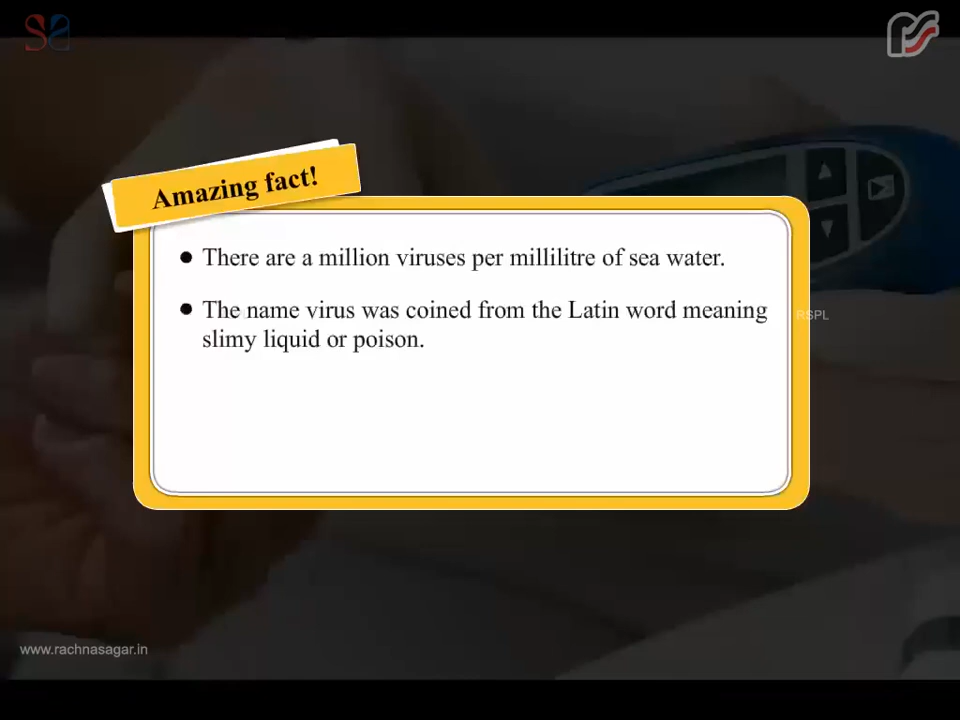 Amazing fact!
● There are a million viruses per millilitre of sea water.
● The name virus was coined from the Latin word meaning
slimy liquid or poison.
RSPL
www.rachnasagar.in